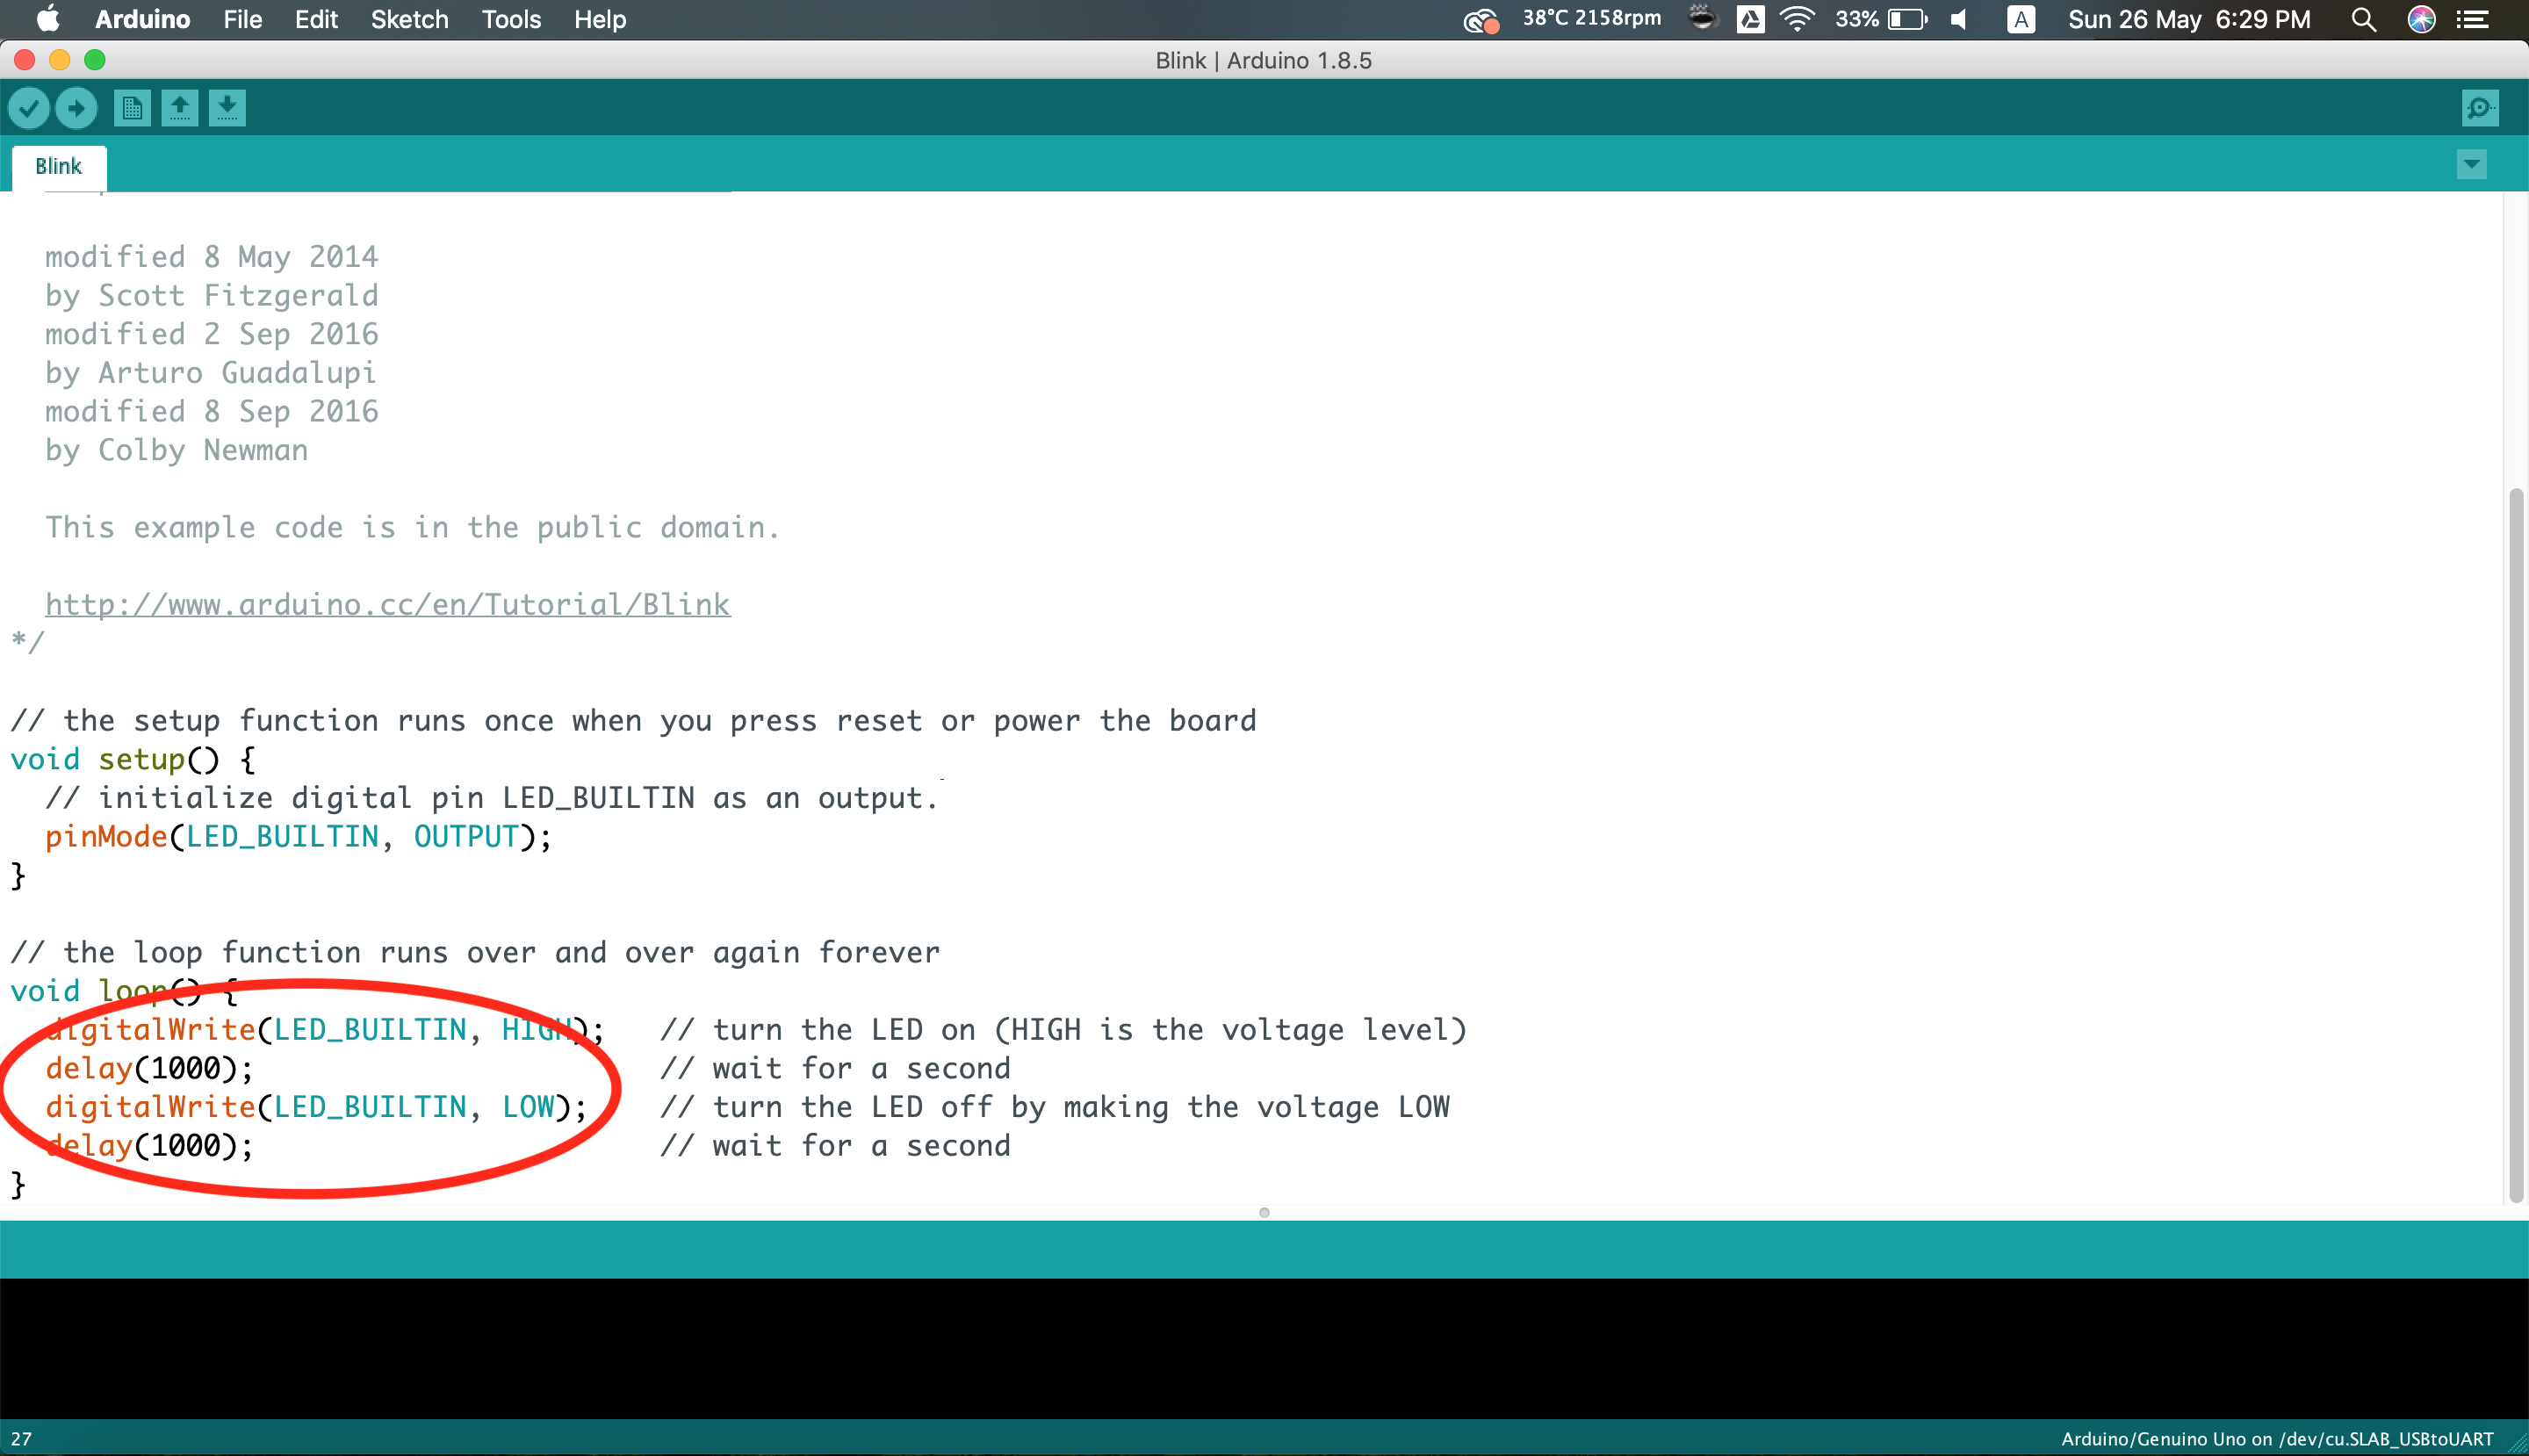 Arduino File Edit Sketch Tools Help 38°C 2158rpm 33% A Sun 26 May 6:29 PM
Blink | Arduino 1.8.5
Blink
modified 8 May 2014
by Scott Fitzgerald
modified 2 Sep 2016
by Arturo Guadalupi
modified 8 Sep 2016
by Colby Newman
This example code is in the public domain.
http://www.arduino.cc/en/Tutorial/Blink
*/
// the setup function runs once when you press reset or power the board
void setup() {
// initialize digital pin LED_BUILTIN as an output.
pinMode(LED_BUILTIN, OUTPUT);
}
// the loop function runs over and over again forever
void loop() {
digitalWrite(LED_BUILTIN, HIGH); // turn the LED on (HIGH is the voltage level)
delay(1000); // wait for a second
digitalWrite(LED_BUILTIN, LOW); // turn the LED off by making the voltage LOW
delay(1000); // wait for a second
}
27 Arduino/Genuino Uno on /dev/cu.SLAB_USBtoUART